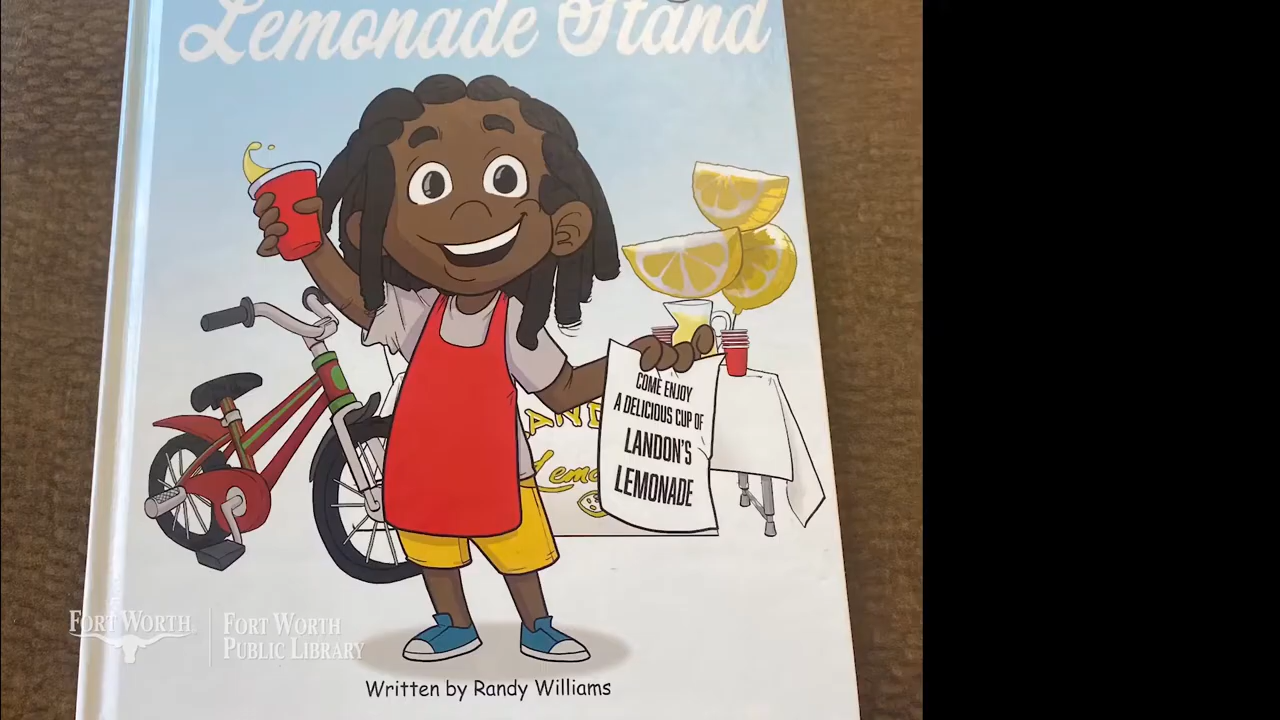 Lemonade Stand
COME ENJOY
A DELICIOUS CUP OF
LANDON'S
LEMONADE
FORT WORTH
FORT WORTH
PUBLIC LIBRARY
Written by Randy Williams